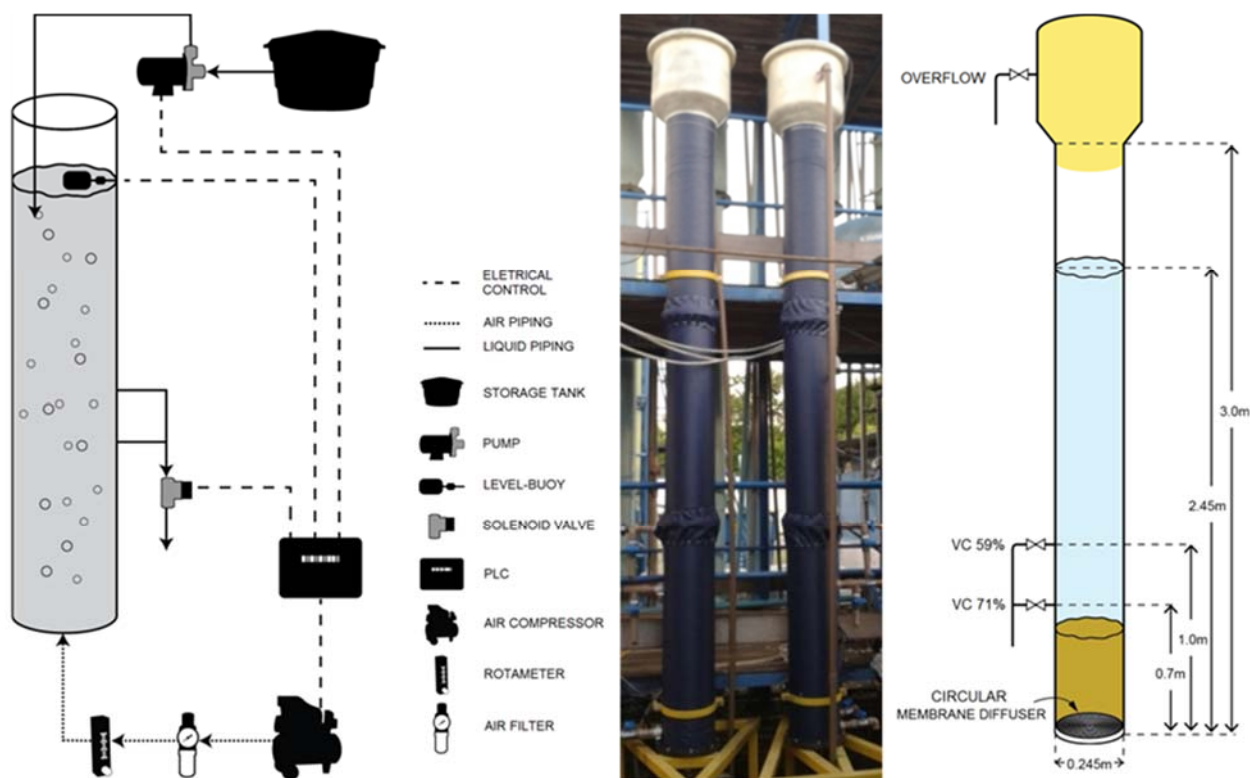 ELETRICAL
CONTROL
AIR PIPING
LIQUID PIPING
STORAGE TANK
PUMP
LEVEL-BUOY
SOLENOID VALVE
PLC
AIR COMPRESSOR
ROTAMETER
AIR FILTER
OVERFLOW
3.0m
2.45m
VC 59%
VC 71%
1.0m
0.7m
CIRCULAR
MEMBRANE DIFFUSER
0.245m